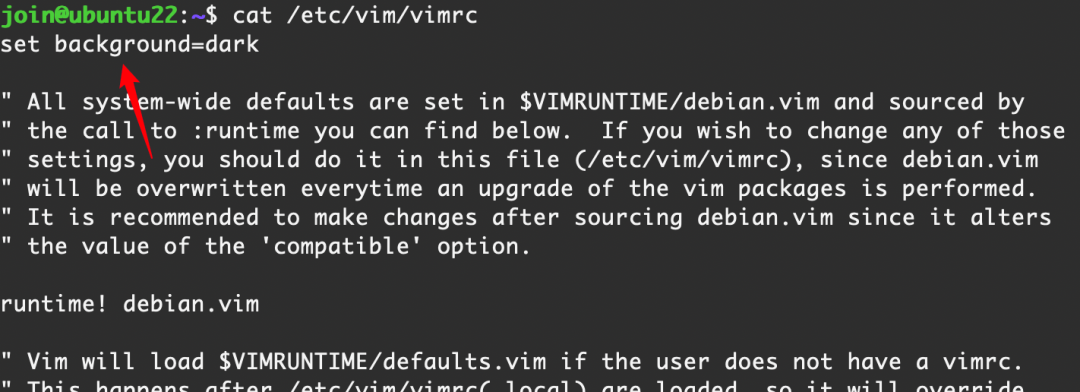 join@ubuntu22:~$ cat /etc/vim/vimrc
set background=dark
" All system-wide defaults are set in $VIMRUNTIME/debian.vim and sourced by
" the call to :runtime you can find below.  If you wish to change any of those
" settings, you should do it in this file (/etc/vim/vimrc), since debian.vim
" will be overwritten everytime an upgrade of the vim packages is performed.
" It is recommended to make changes after sourcing debian.vim since it alters
" the value of the 'compatible' option.
runtime! debian.vim
" Vim will load $VIMRUNTIME/defaults.vim if the user does not have a vimrc.
" This happens after /etc/vim/vimrc(.local) are loaded, so it will override